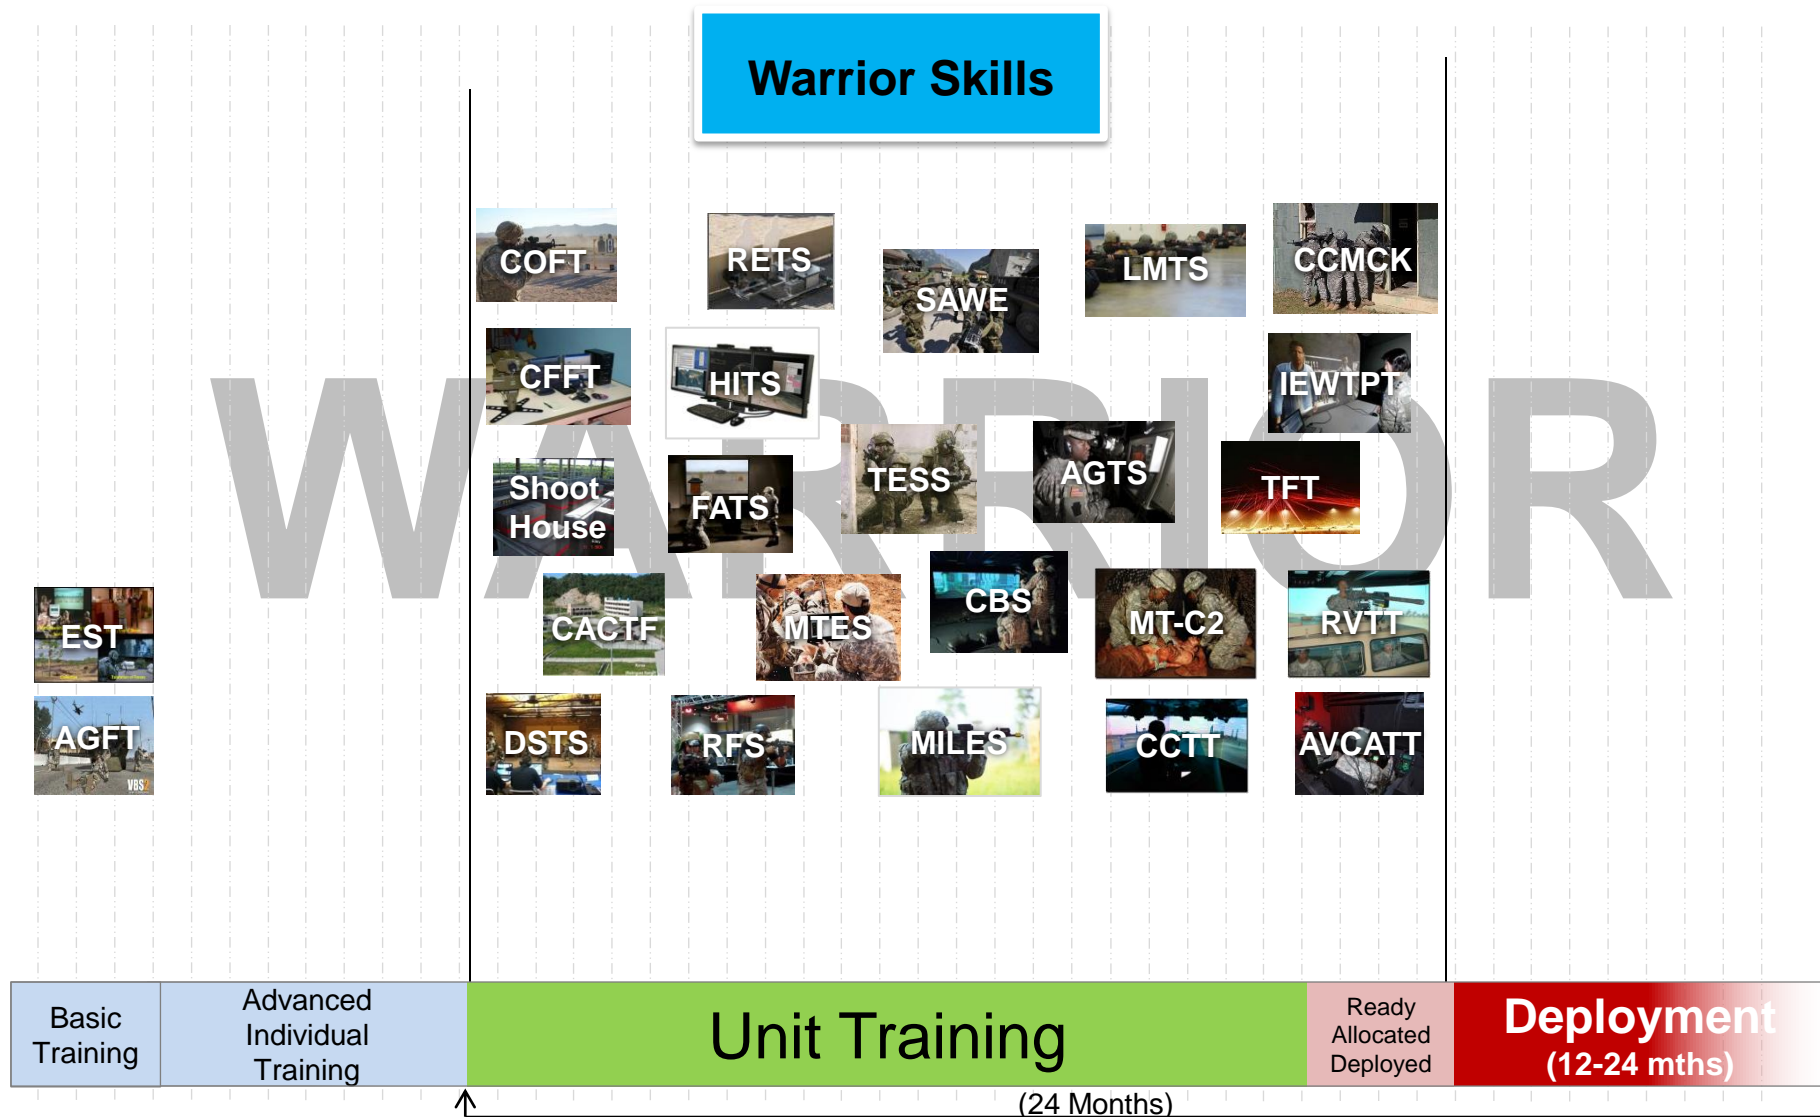 Warrior Skills
WARRIOR
COFT
RETS
SAWE
LMTS
CCMCK
CFFT
HITS
IEWTPT
Shoot
House
FATS
TESS
AGTS
TFT
EST
CACTF
MTES
CBS
MT-C2
RVTT
AGFT
VBS2
DSTS
RFS
MILES
CCTT
AVCATT
Basic
Training
Advanced
Individual
Training
Unit Training
Ready
Allocated
Deployed
Deployment
(12-24 mths)
(24 Months)